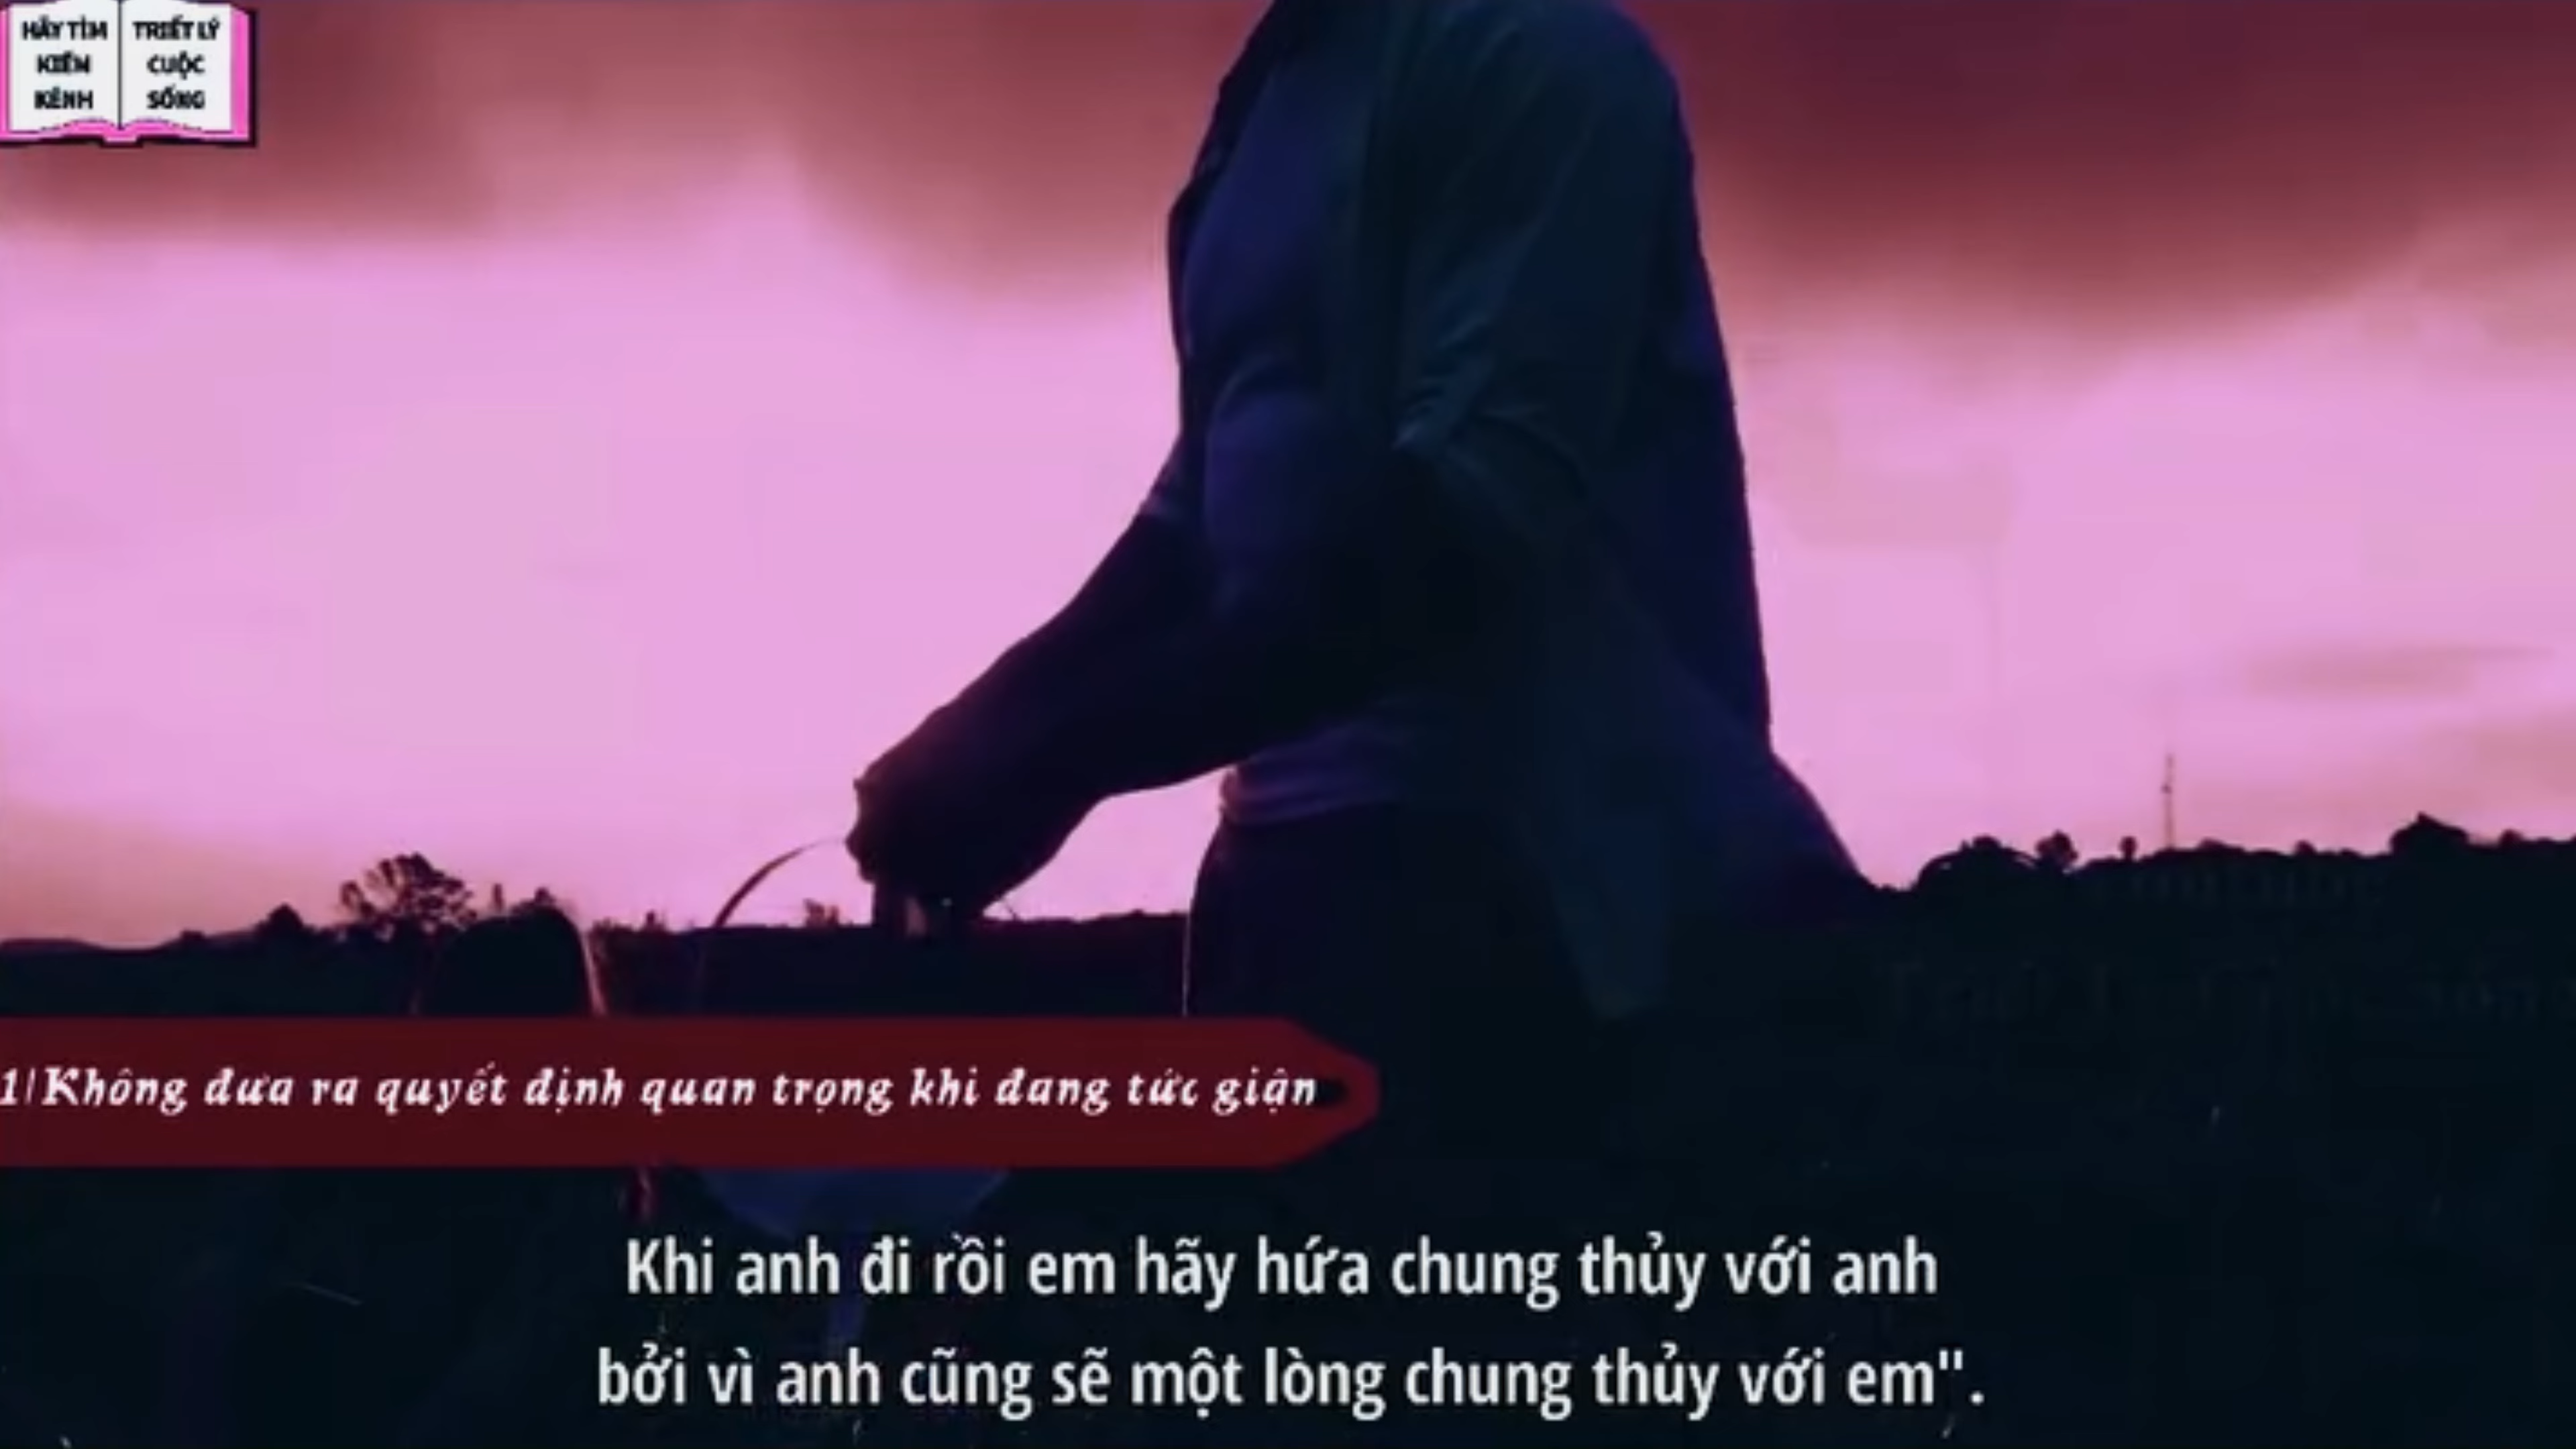 HÃY TÌM
KIẾM
KÊNH
TRIẾT LÝ
CUỘC
SỐNG
1/Không đưa ra quyết định quan trọng khi đang tức giận
Khi anh đi rồi em hãy hứa chung thủy với anh
bởi vì anh cũng sẽ một lòng chung thủy với em".